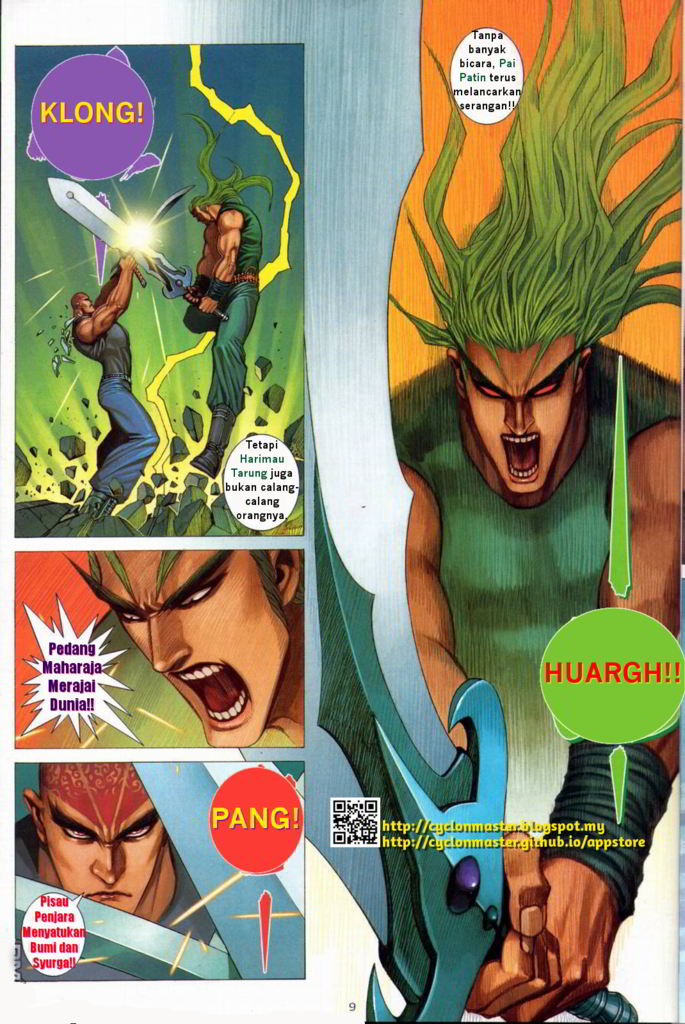 Tanpa
banyak
bicara, Pai
Patin terus
melancarkan
serangan!!
KLONG!
Tetapi
Harimau
Tarung juga
bukan calang-
calang
orangnya.
HUARGH!!
Pedang
Maharaja
Merajai
Dunia!!
PANG!
Pisau
Penjara
Menyatukan
Bumi dan
Syurga!!
http://cyclonmaster.blogspot.my
http://cyclonmaster.github.io/appstore
9